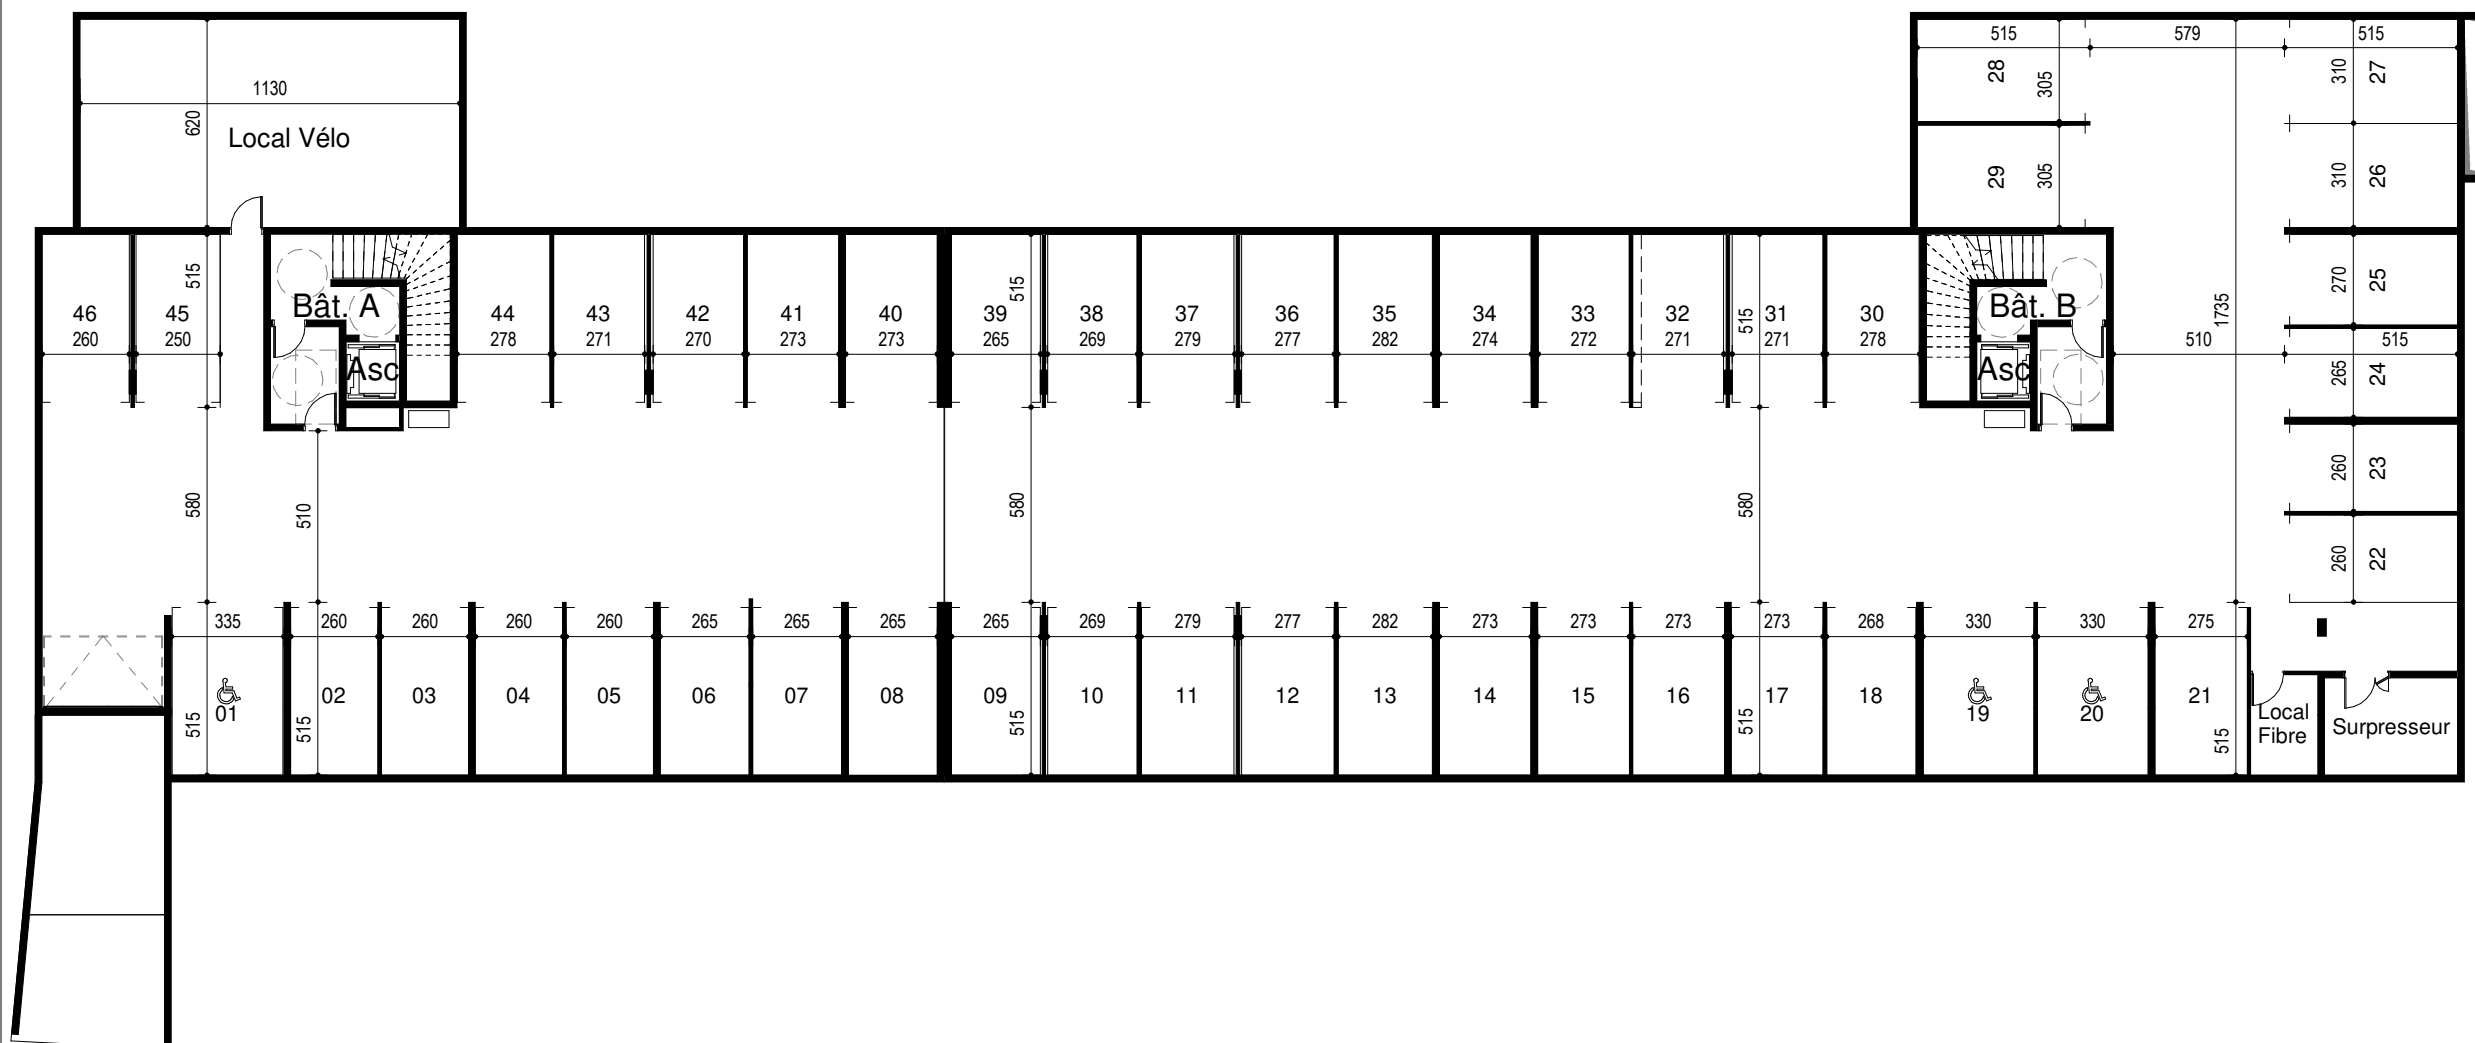 515 579 515
1130
620
Local Vélo
28 305 310 27
29 305 310 26
515 515 515 1735 270 25
Bât. A Bât. B
46 45 44 43 42 41 40 39 38 37 36 35 34 33 32 31 30
260 250 278 271 270 273 273 265 269 279 277 282 274 272 271 271 278 510 515
Asc Asc 265 24
260 23
580 510 580 580
260 22
335 260 260 260 260 265 265 265 265 269 279 277 282 273 273 273 273 268 330 330 275
02 03 04 05 06 07 08 09 10 11 12 13 14 15 16 17 18 21
01 19 20 Local
Fibre
Surpresseur
515 515 515 515 515